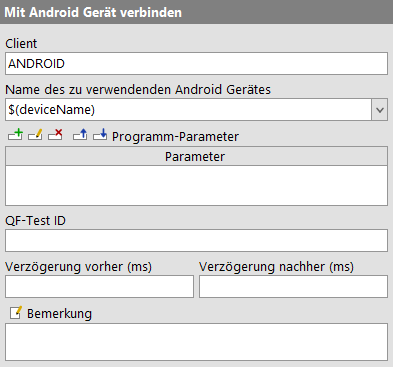 Mit Android Gerät verbinden
Client
ANDROID
Name des zu verwendenden Android Gerätes
$(deviceName)
Programm-Parameter
Parameter
QF-Test ID
Verzögerung vorher (ms) Verzögerung nachher (ms)
Bemerkung